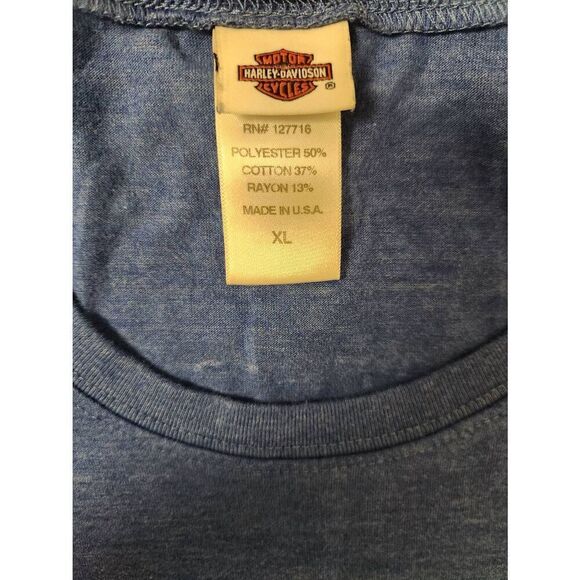 MOTOR
HARLEY-DAVIDSON
CYCLES
®
RN# 127716
POLYESTER 50%
COTTON 37%
RAYON 13%
MADE IN U.S.A.
XL